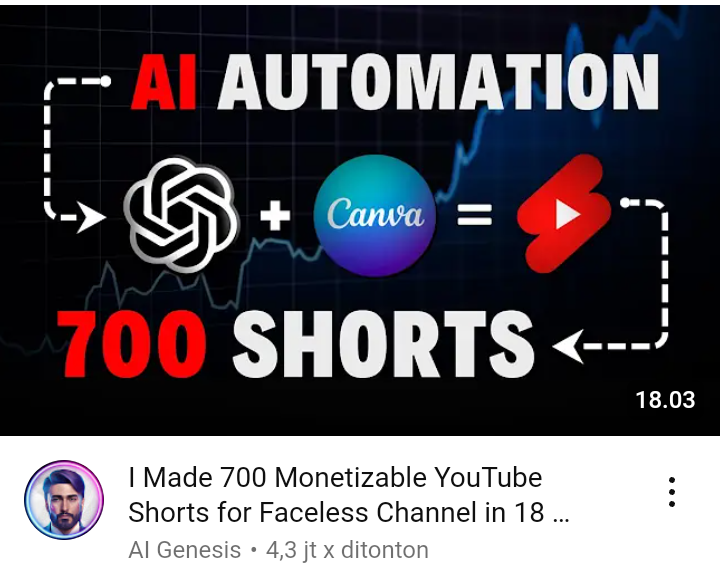 AI AUTOMATION
+ Canva =
700 SHORTS
18.03
I Made 700 Monetizable YouTube
Shorts for Faceless Channel in 18 ...
AI Genesis • 4,3 jt x ditonton